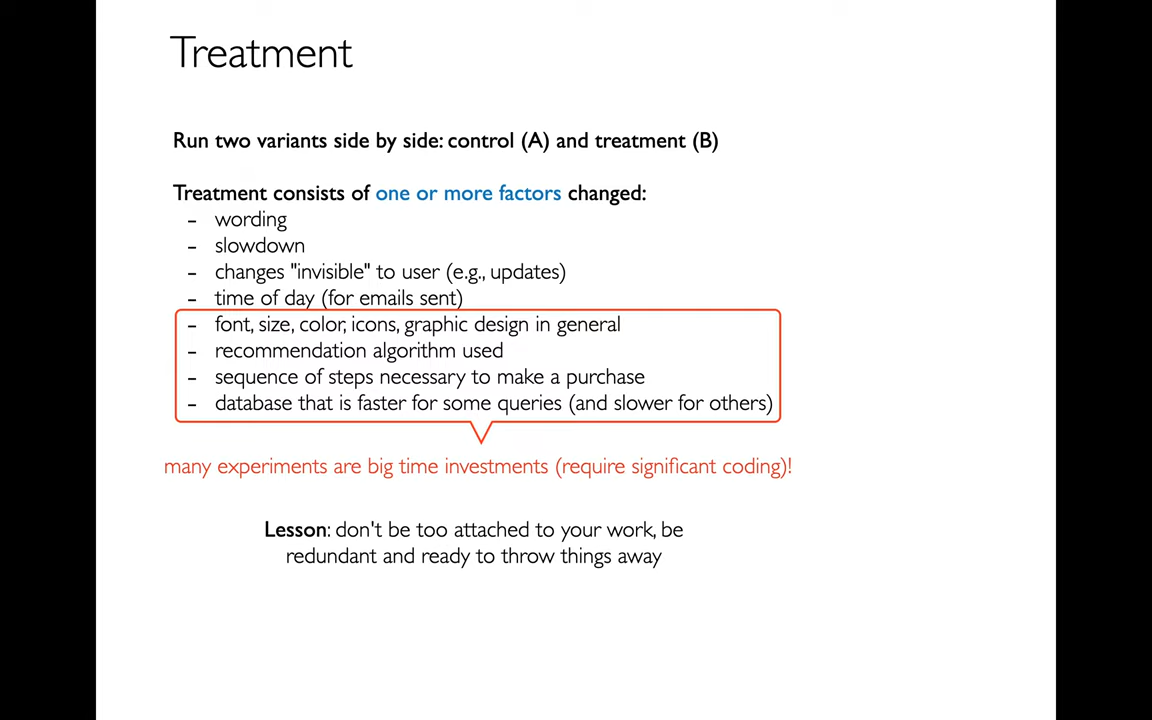 Treatment
Run two variants side by side: control (A) and treatment (B)
Treatment consists of one or more factors changed:
- wording
- slowdown
- changes "invisible" to user (e.g., updates)
- time of day (for emails sent)
- font, size, color, icons, graphic design in general
- recommendation algorithm used
- sequence of steps necessary to make a purchase
- database that is faster for some queries (and slower for others)
many experiments are big time investments (require significant coding)!
Lesson: don't be too attached to your work, be
redundant and ready to throw things away